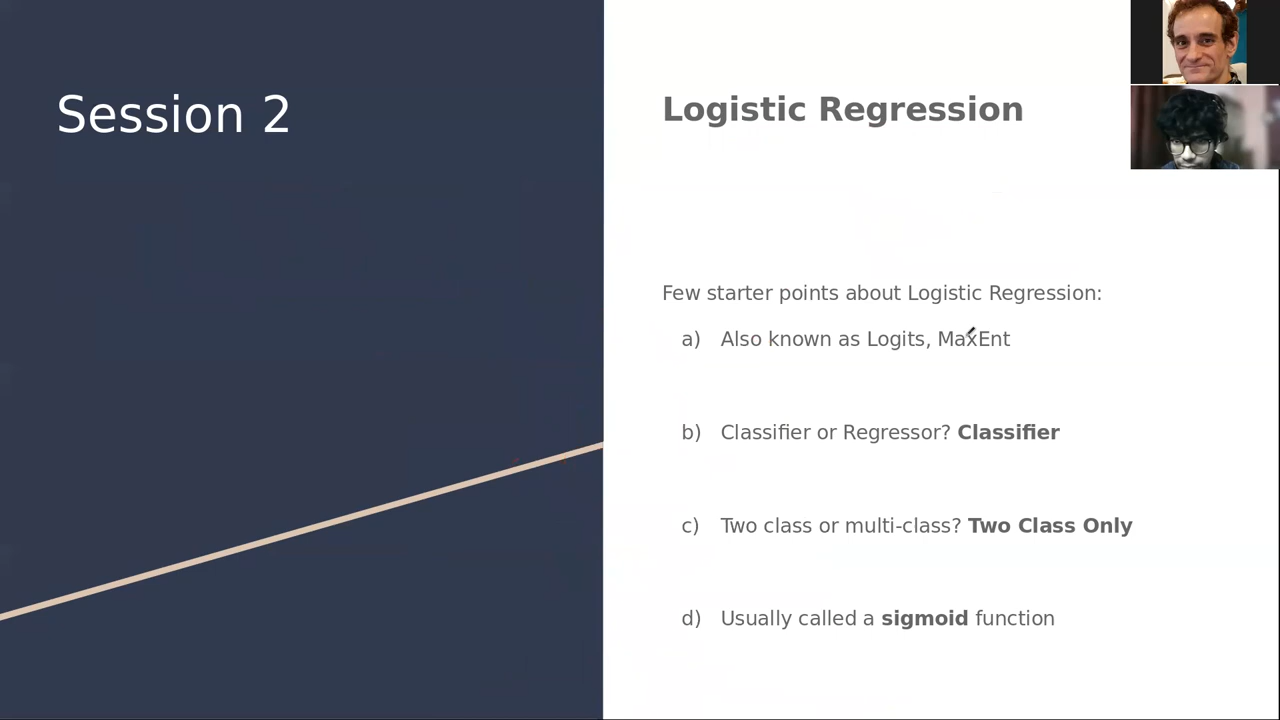 Session 2
Logistic Regression
Few starter points about Logistic Regression:
a) Also known as Logits, MaxEnt
b) Classifier or Regressor? Classifier
c) Two class or multi-class? Two Class Only
d) Usually called a sigmoid function